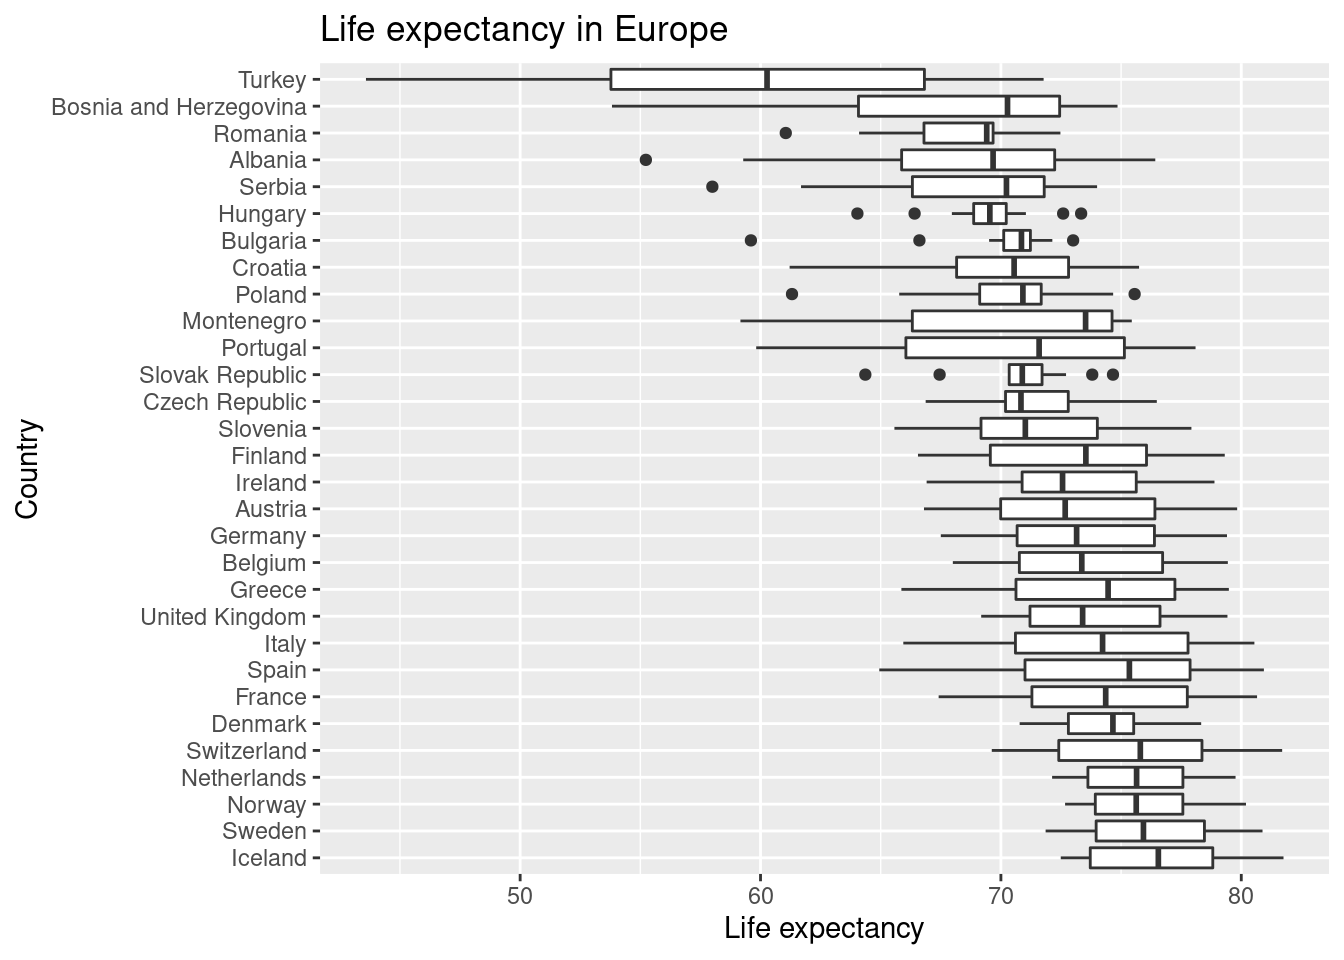 Life expectancy in Europe
Country
Turkey
Bosnia and Herzegovina
Romania
Albania
Serbia
Hungary
Bulgaria
Croatia
Poland
Montenegro
Portugal
Slovak Republic
Czech Republic
Slovenia
Finland
Ireland
Austria
Germany
Belgium
Greece
United Kingdom
Italy
Spain
France
Denmark
Switzerland
Netherlands
Norway
Sweden
Iceland
50 60 70 80
Life expectancy